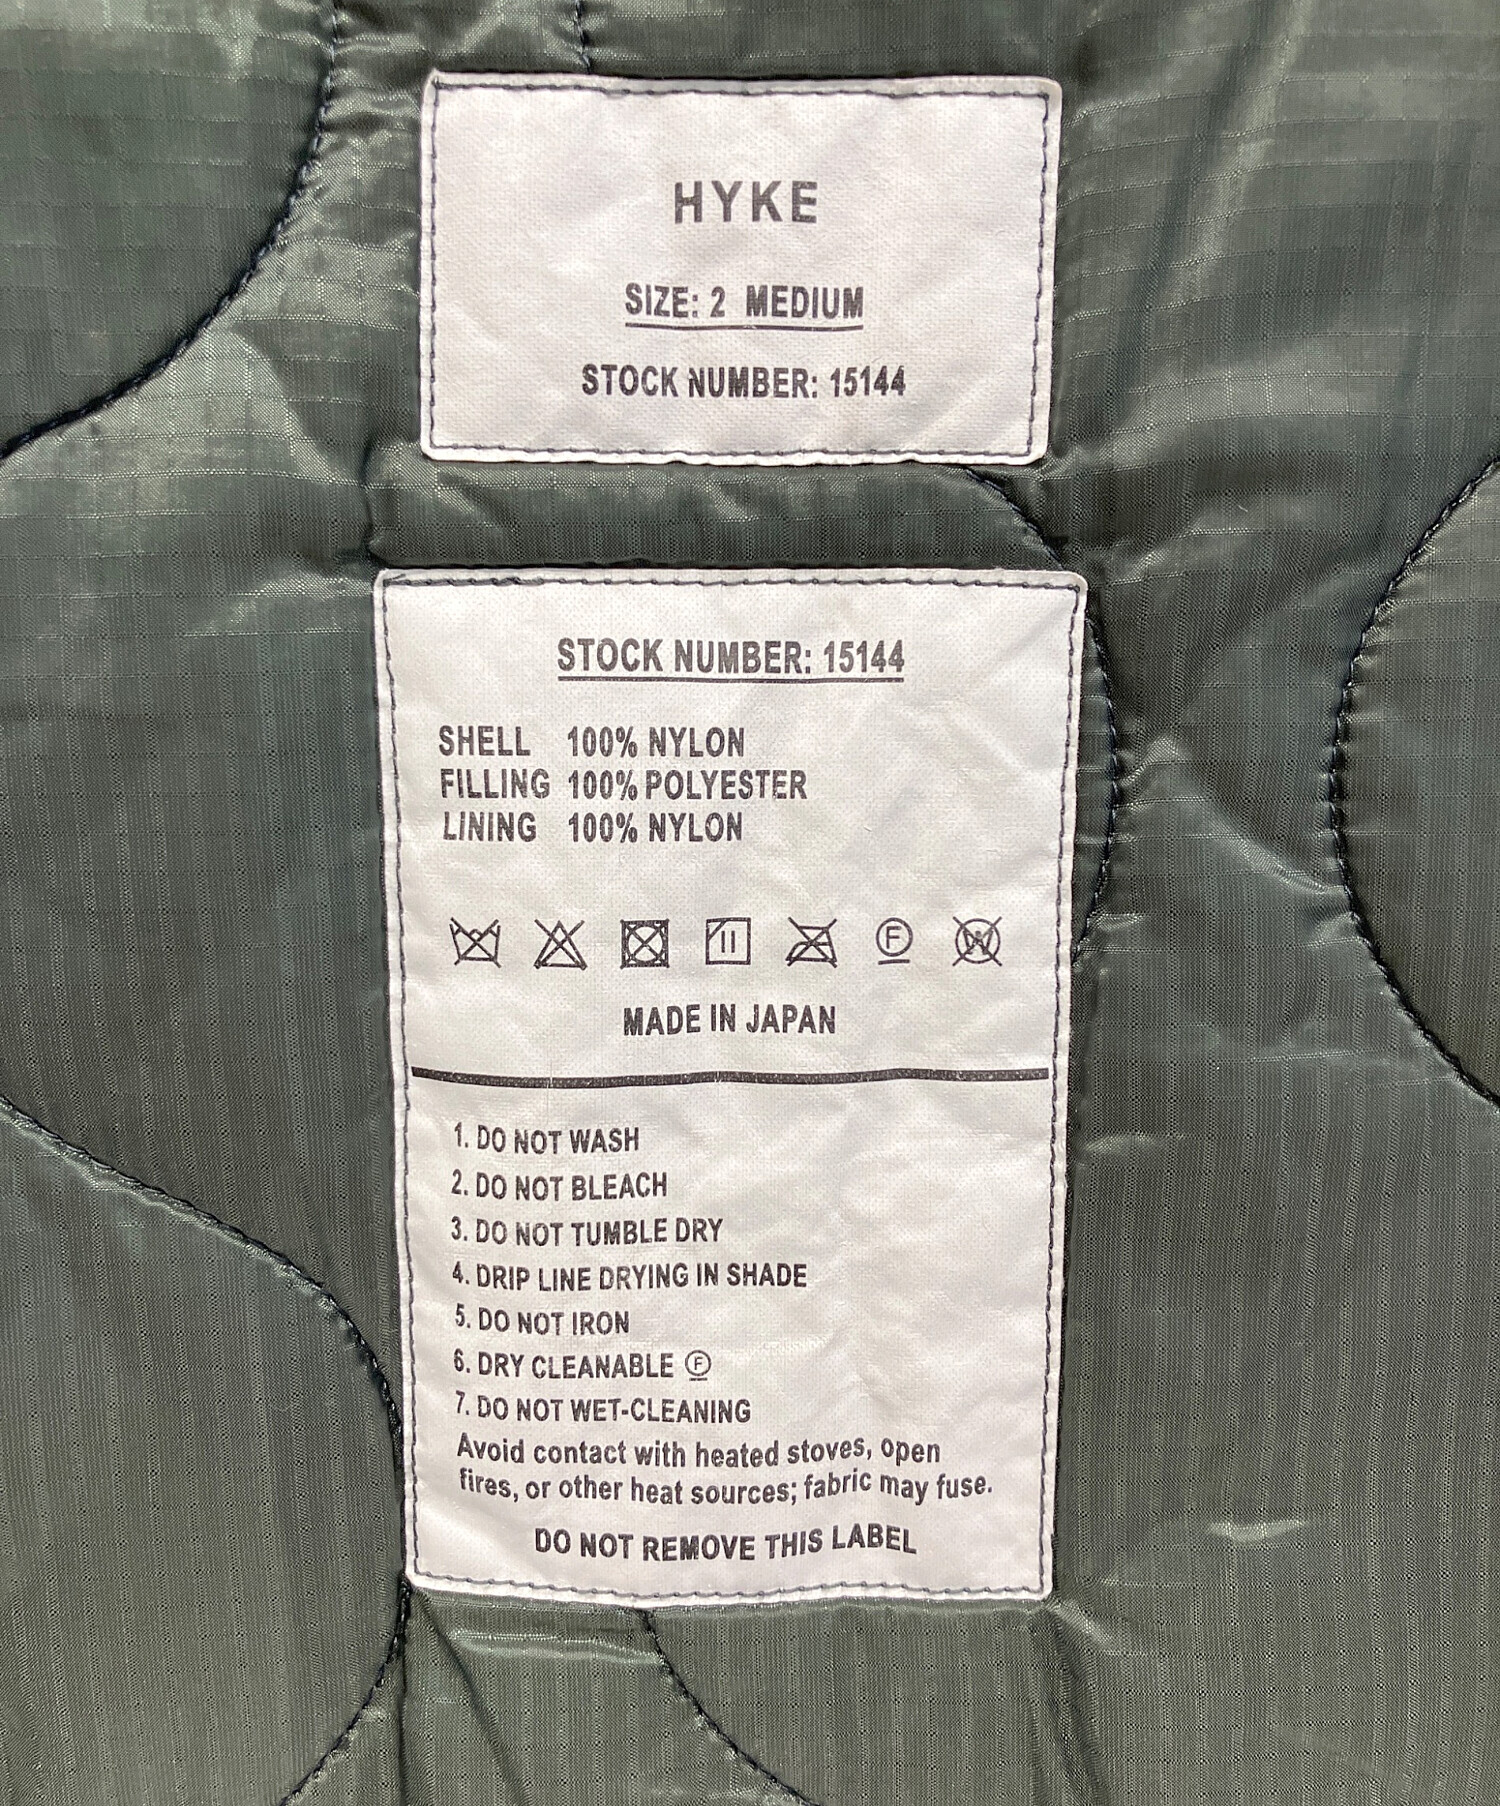 HYKE
SIZE: 2 MEDIUM
STOCK NUMBER: 15144
STOCK NUMBER: 15144
SHELL 100% NYLON
FILLING 100% POLYESTER
LINING 100% NYLON
F W
MADE IN JAPAN
1. DO NOT WASH
2. DO NOT BLEACH
3. DO NOT TUMBLE DRY
4. DRIP LINE DRYING IN SHADE
5. DO NOT IRON
6. DRY CLEANABLE Ⓕ
7. DO NOT WET-CLEANING
Avoid contact with heated stoves, open
fires, or other heat sources; fabric may fuse.
DO NOT REMOVE THIS LABEL